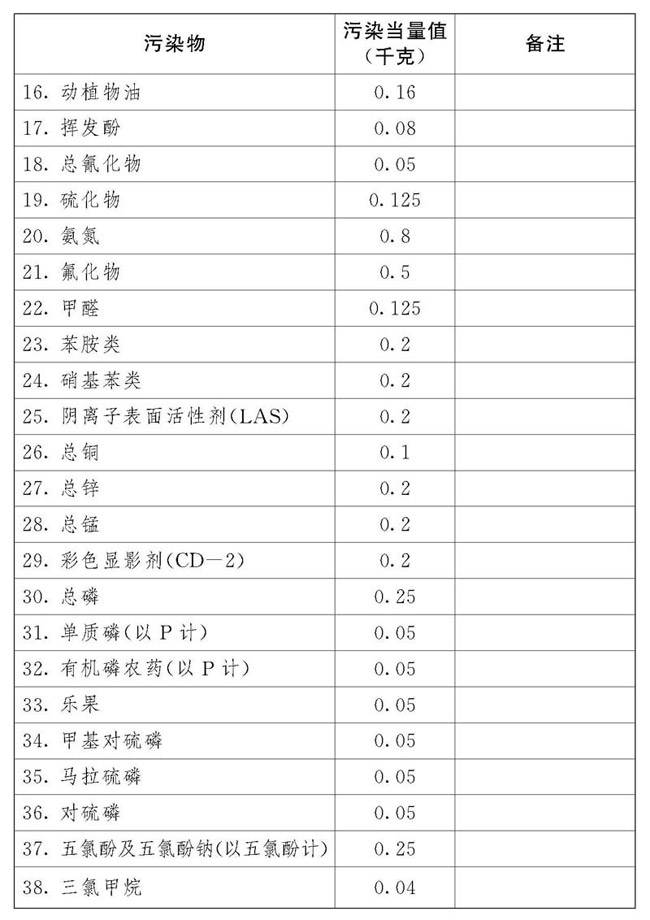 污染物 污染当量值（千克） 备注
16. 动植物油 0.16
17. 挥发酚 0.08
18. 总氰化物 0.05
19. 硫化物 0.125
20. 氨氮 0.8
21. 氟化物 0.5
22. 甲醛 0.125
23. 苯胺类 0.2
24. 硝基苯类 0.2
25. 阴离子表面活性剂(LAS) 0.2
26. 总铜 0.1
27. 总锌 0.2
28. 总锰 0.2
29. 彩色显影剂(CD－2) 0.2
30. 总磷 0.25
31. 单质磷(以 P 计) 0.05
32. 有机磷农药(以 P 计) 0.05
33. 乐果 0.05
34. 甲基对硫磷 0.05
35. 马拉硫磷 0.05
36. 对硫磷 0.05
37. 五氯酚及五氯酚钠(以五氯酚计) 0.25
38. 三氯甲烷 0.04